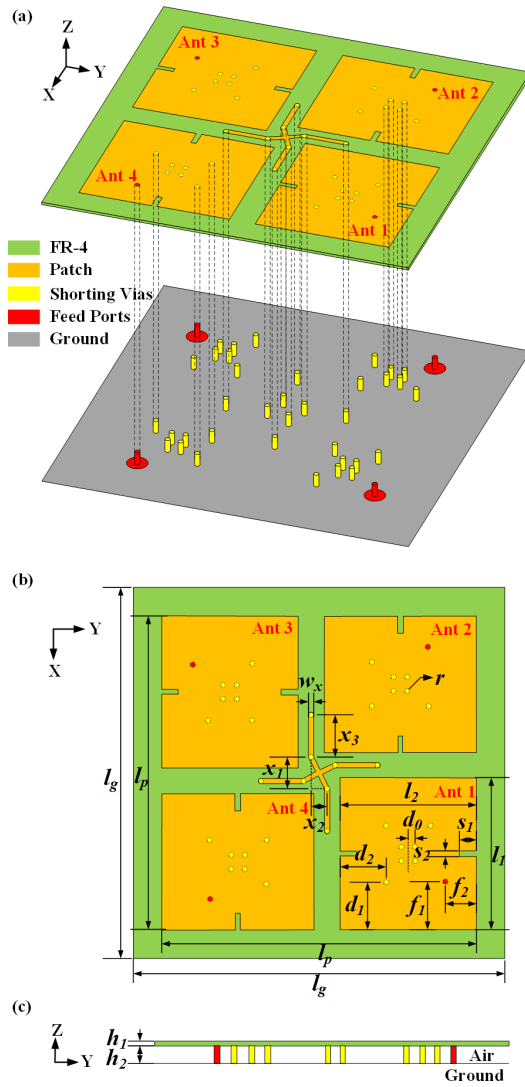 (a)
Z
Y
X
Ant 3
Ant 2
Ant 4
Ant 1
FR-4
Patch
Shorting Vias
Feed Ports
Ground
(b)
Y
X
Ant 3
Ant 2
w_x
r
x_3
x_1
l_g
l_p
Ant 4
x_2
Ant 1
l_2
d_0
s_1
s_2
d_2
l_1
f_2
d_1
f_1
l_p
l_g
(c)
Z
Y
h_1
h_2
Air
Ground